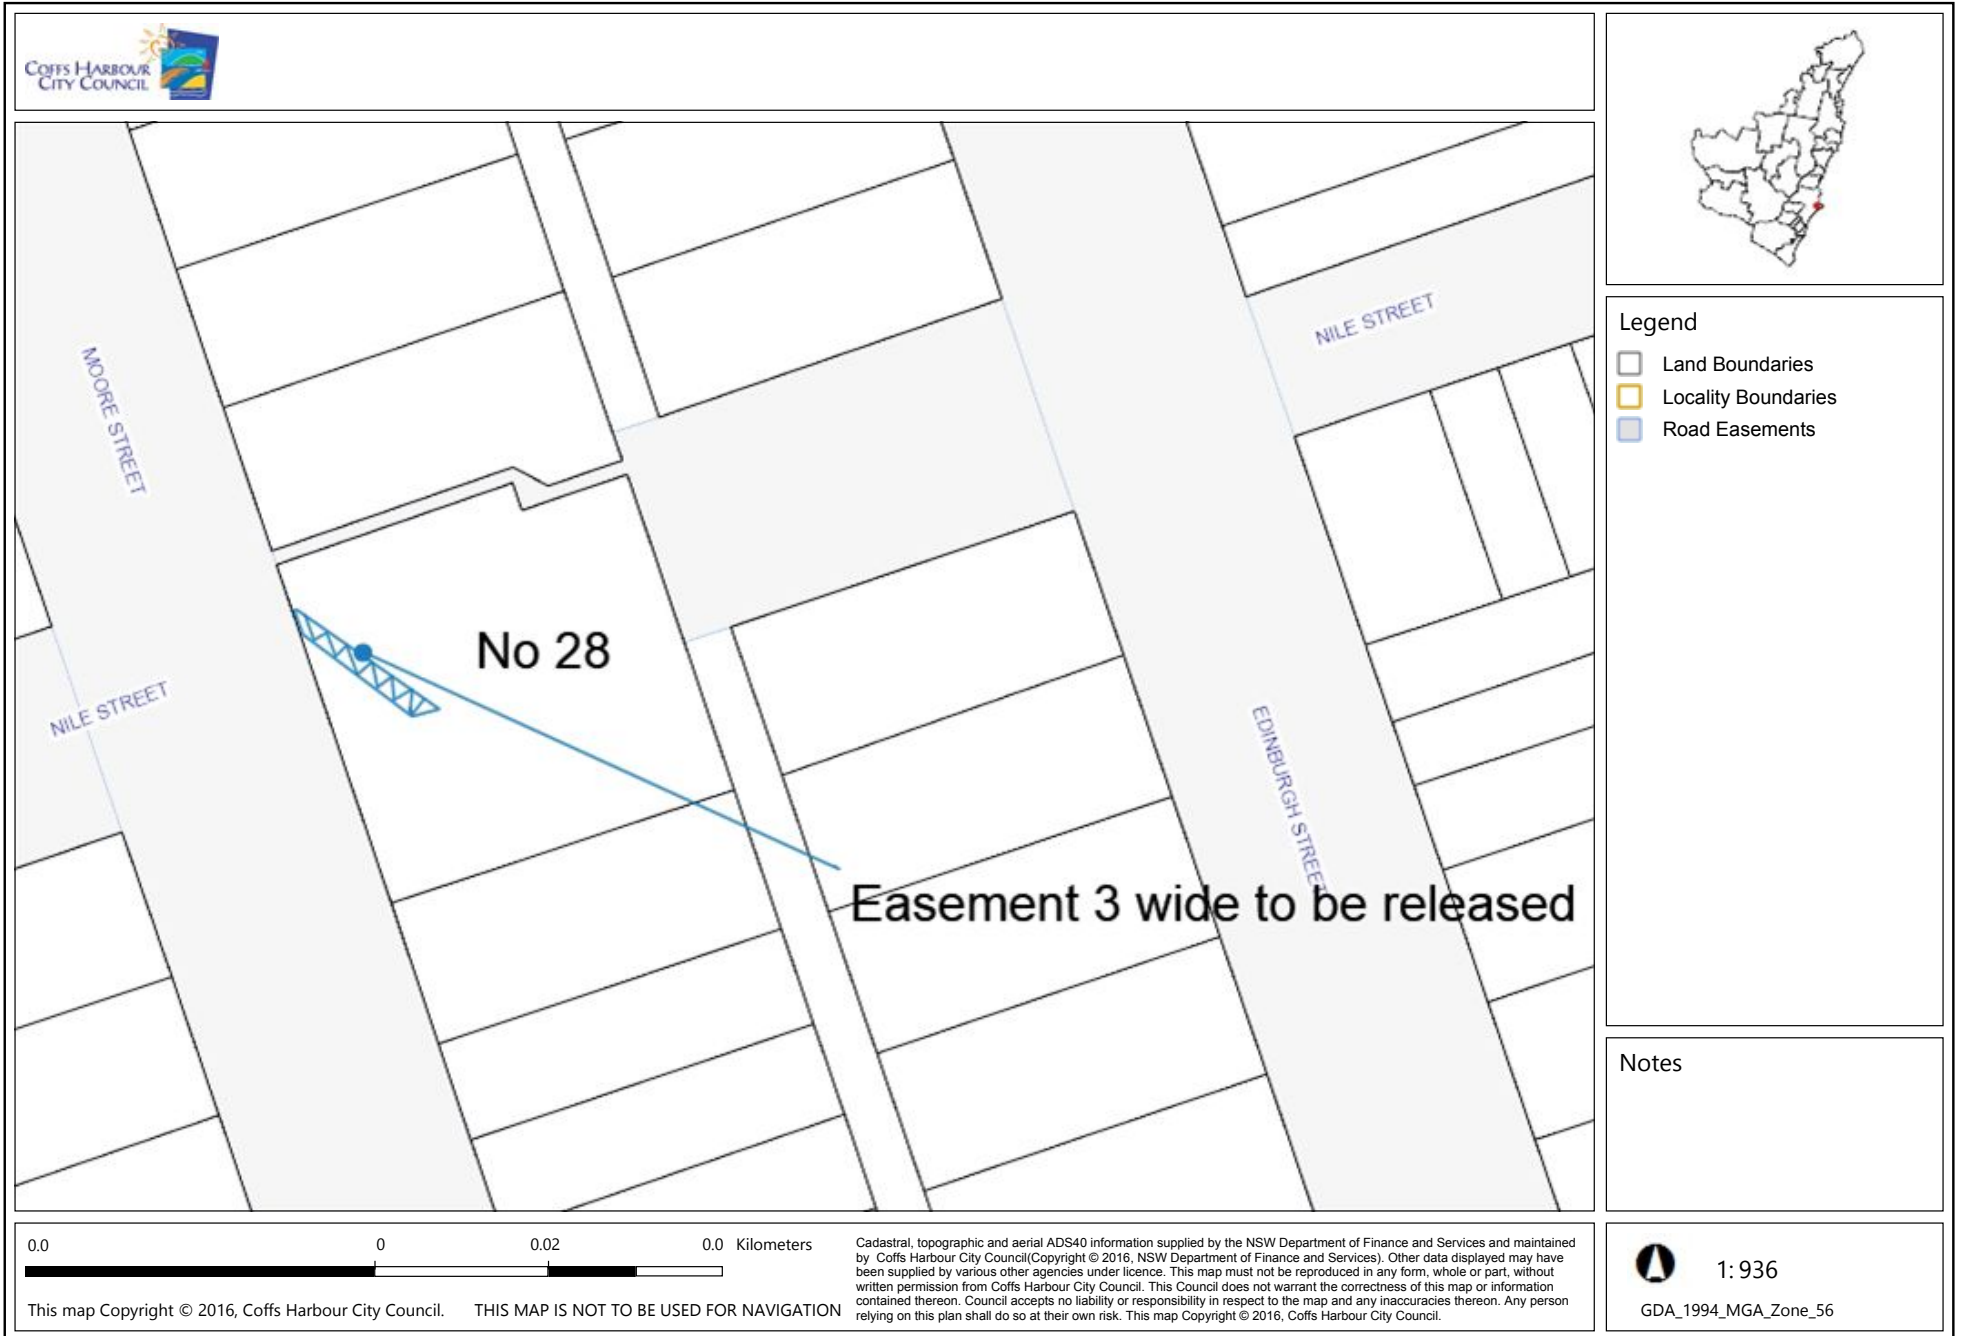 COFFS HARBOUR
CITY COUNCIL
MOORE STREET
NILE STREET
NILE STREET
No 28
EDINBURGH STREET
Easement 3 wide to be released
Legend
Land Boundaries
Locality Boundaries
Road Easements
Notes
0.0 0 0.02 0.0 Kilometers
This map Copyright © 2016, Coffs Harbour City Council. THIS MAP IS NOT TO BE USED FOR NAVIGATION
Cadastral, topographic and aerial ADS40 information supplied by the NSW Department of Finance and Services and maintained
by Coffs Harbour City Council(Copyright © 2016, NSW Department of Finance and Services). Other data displayed may have
been supplied by various other agencies under licence. This map must not be reproduced in any form, whole or part, without
written permission from Coffs Harbour City Council. This Council does not warrant the correctness of this map or information
contained thereon. Council accepts no liability or responsibility in respect to the map and any inaccuracies thereon. Any person
relying on this plan shall do so at their own risk. This map Copyright © 2016, Coffs Harbour City Council.
1: 936
GDA_1994_MGA_Zone_56